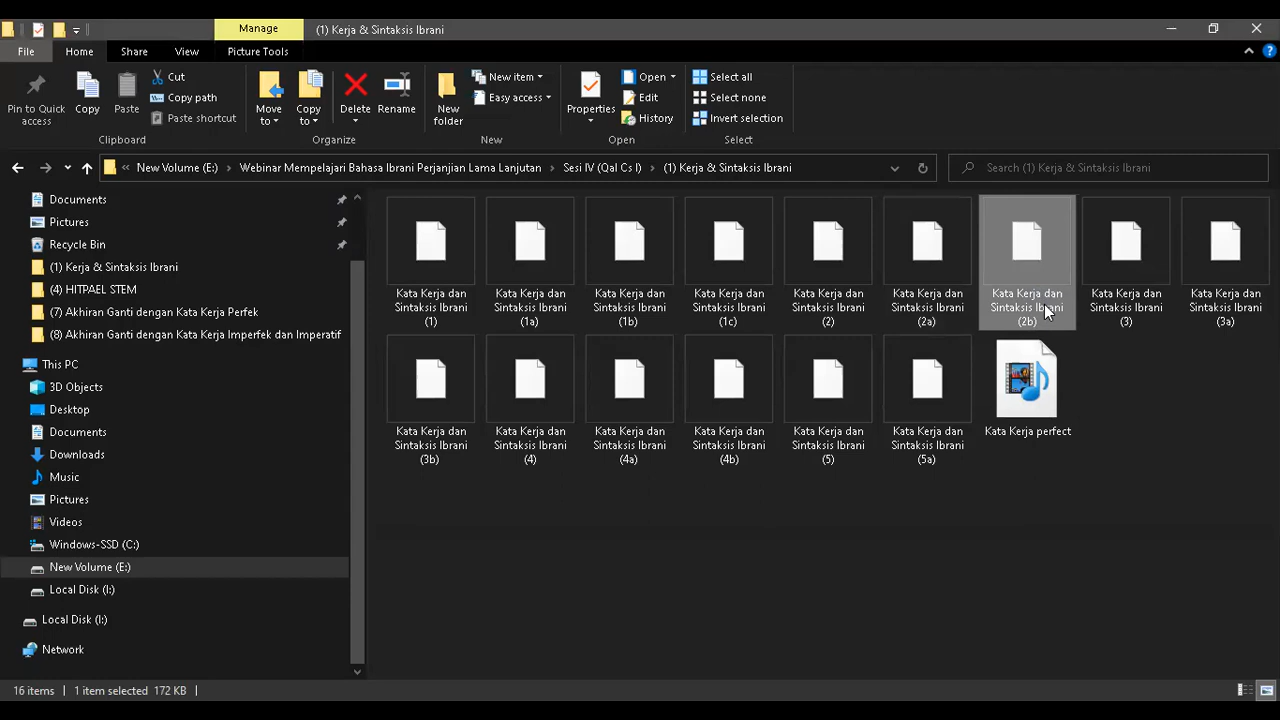 Manage
(1) Kerja & Sintaksis Ibrani
File
Home
Share
View
Picture Tools
Pin to Quick
access
Copy
Paste
Cut
Copy path
Paste shortcut
Clipboard
Move
to
Copy
to
Delete
Rename
Organize
New
folder
New item
Easy access
New
Properties
Open
Edit
History
Open
Select all
Select none
Invert selection
Select
« New Volume (E:) > Webinar Mempelajari Bahasa Ibrani Perjanjian Lama Lanjutan > Sesi IV (Qal Cs I) > (1) Kerja & Sintaksis Ibrani
Search (1) Kerja & Sintaksis Ibrani
Documents
Pictures
Recycle Bin
(1) Kerja & Sintaksis Ibrani
(4) HITPAEL STEM
(7) Akhiran Ganti dengan Kata Kerja Perfek
(8) Akhiran Ganti dengan Kata Kerja Imperfek dan Imperatif
This PC
3D Objects
Desktop
Documents
Downloads
Music
Pictures
Videos
Windows-SSD (C:)
New Volume (E:)
Local Disk (I:)
Local Disk (I:)
Network
Kata Kerja dan
Sintaksis Ibrani
(1)
Kata Kerja dan
Sintaksis Ibrani
(1a)
Kata Kerja dan
Sintaksis Ibrani
(1b)
Kata Kerja dan
Sintaksis Ibrani
(1c)
Kata Kerja dan
Sintaksis Ibrani
(2)
Kata Kerja dan
Sintaksis Ibrani
(2a)
Kata Kerja dan
Sintaksis Ibrani
(2b)
Kata Kerja dan
Sintaksis Ibrani
(3)
Kata Kerja dan
Sintaksis Ibrani
(3a)
Kata Kerja dan
Sintaksis Ibrani
(3b)
Kata Kerja dan
Sintaksis Ibrani
(4)
Kata Kerja dan
Sintaksis Ibrani
(4a)
Kata Kerja dan
Sintaksis Ibrani
(4b)
Kata Kerja dan
Sintaksis Ibrani
(5)
Kata Kerja dan
Sintaksis Ibrani
(5a)
Kata Kerja perfect
16 items
1 item selected 172 KB